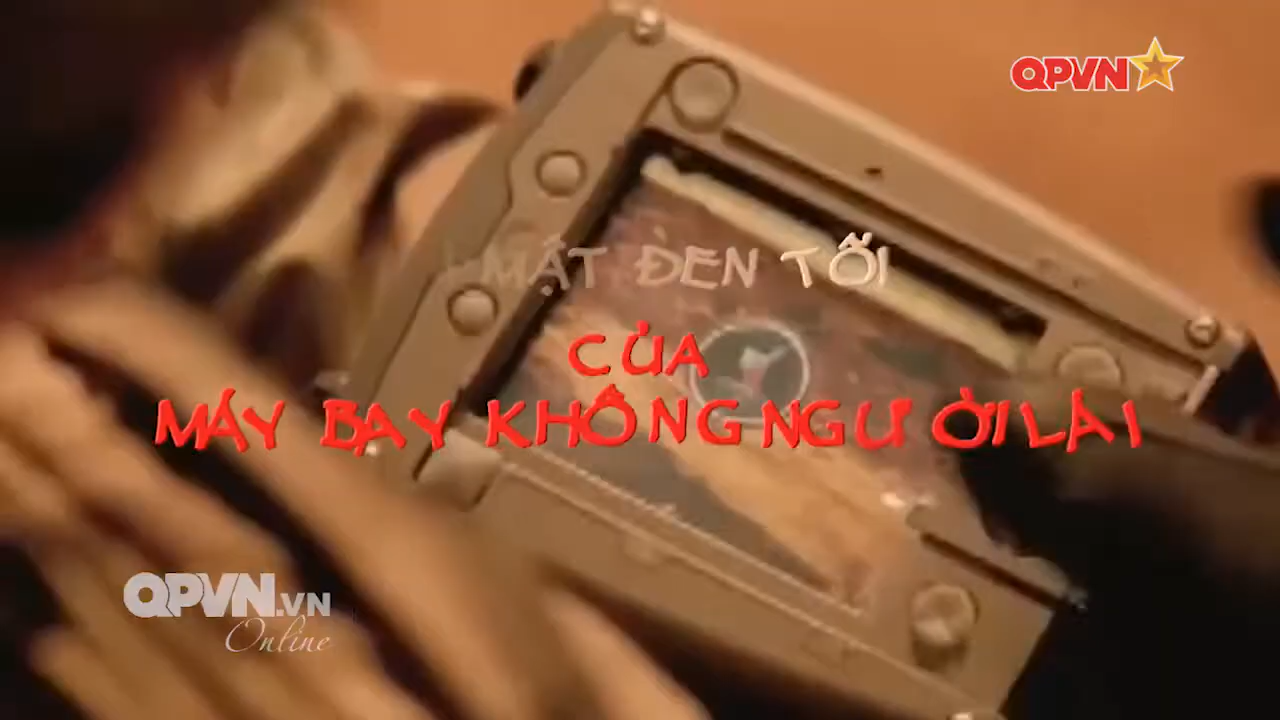 QPVN
MẶT ĐEN TỐI
CỦA
MÁY BAY KHÔNG NGƯỜI LÁI
QPVN.VN
Online